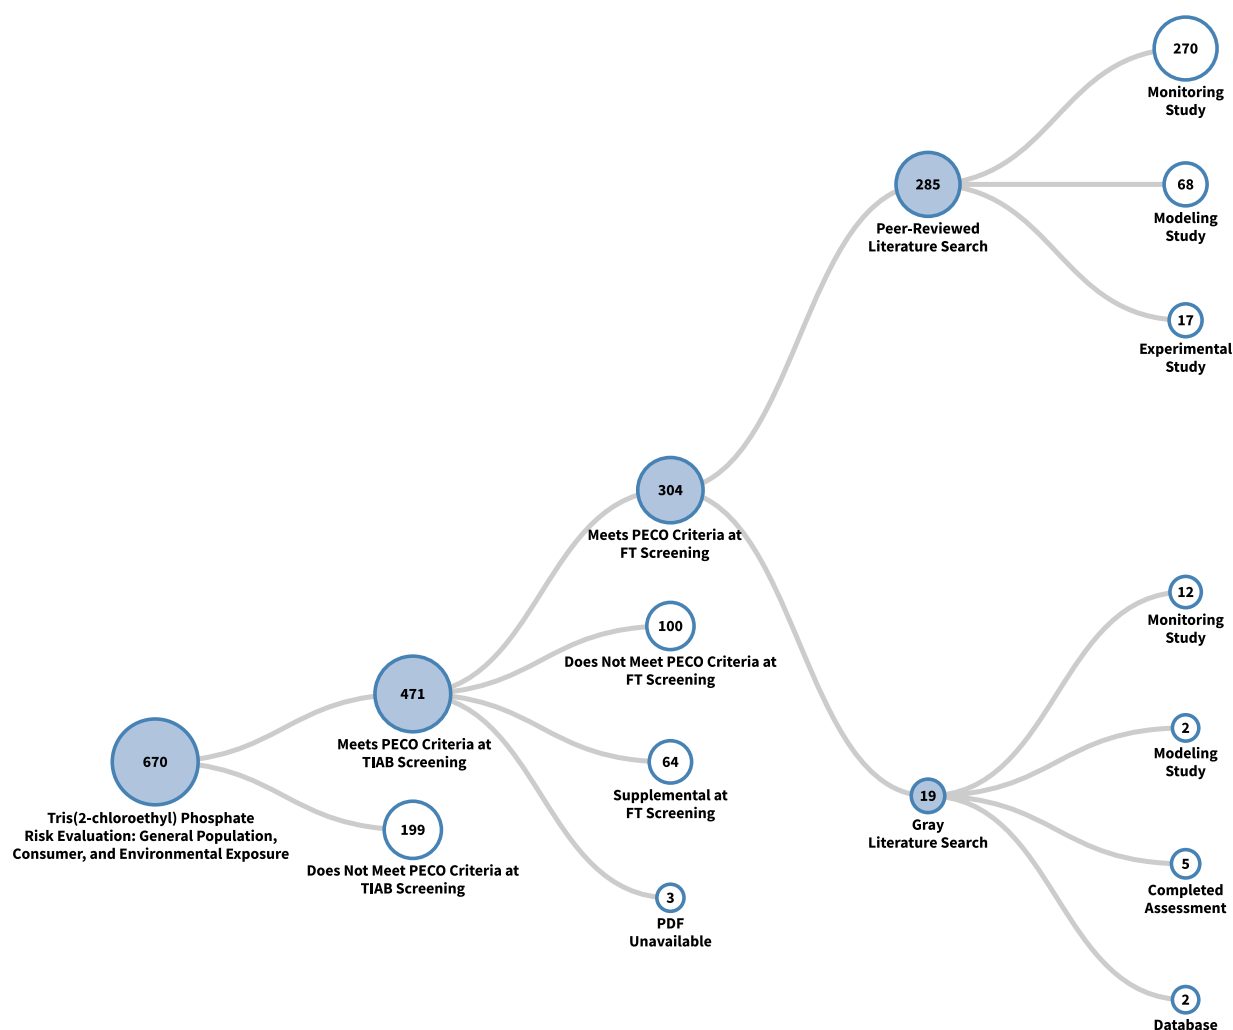 270
Monitoring
Study
285
Peer-Reviewed
Literature Search
68
Modeling
Study
17
Experimental
Study
304
Meets PECO Criteria at
FT Screening
100
Does Not Meet PECO Criteria at
FT Screening
471
Meets PECO Criteria at
TIAB Screening
670
Tris(2-chloroethyl) Phosphate
Risk Evaluation: General Population,
Consumer, and Environmental Exposure
199
Does Not Meet PECO Criteria at
TIAB Screening
64
Supplemental at
FT Screening
3
PDF
Unavailable
12
Monitoring
Study
2
Modeling
Study
19
Gray
Literature Search
5
Completed
Assessment
2
Database